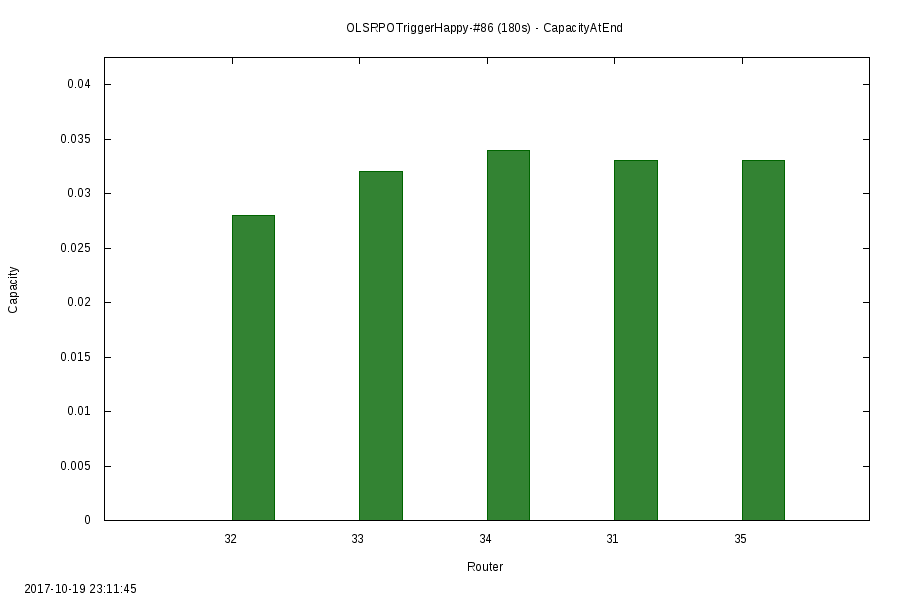 OLSRPOTriggerHappy-#86 (180s) - CapacityAtEnd
0.04
0.035
0.03
0.025
0.02
0.015
0.01
0.005
0
Capacity
32 33 34 31 35
Router
2017-10-19 23:11:45